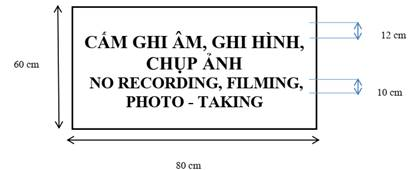 12 cm
60 cm
CẤM GHI ÂM, GHI HÌNH,
CHỤP ẢNH
NO RECORDING, FILMING,
PHOTO - TAKING
10 cm
80 cm